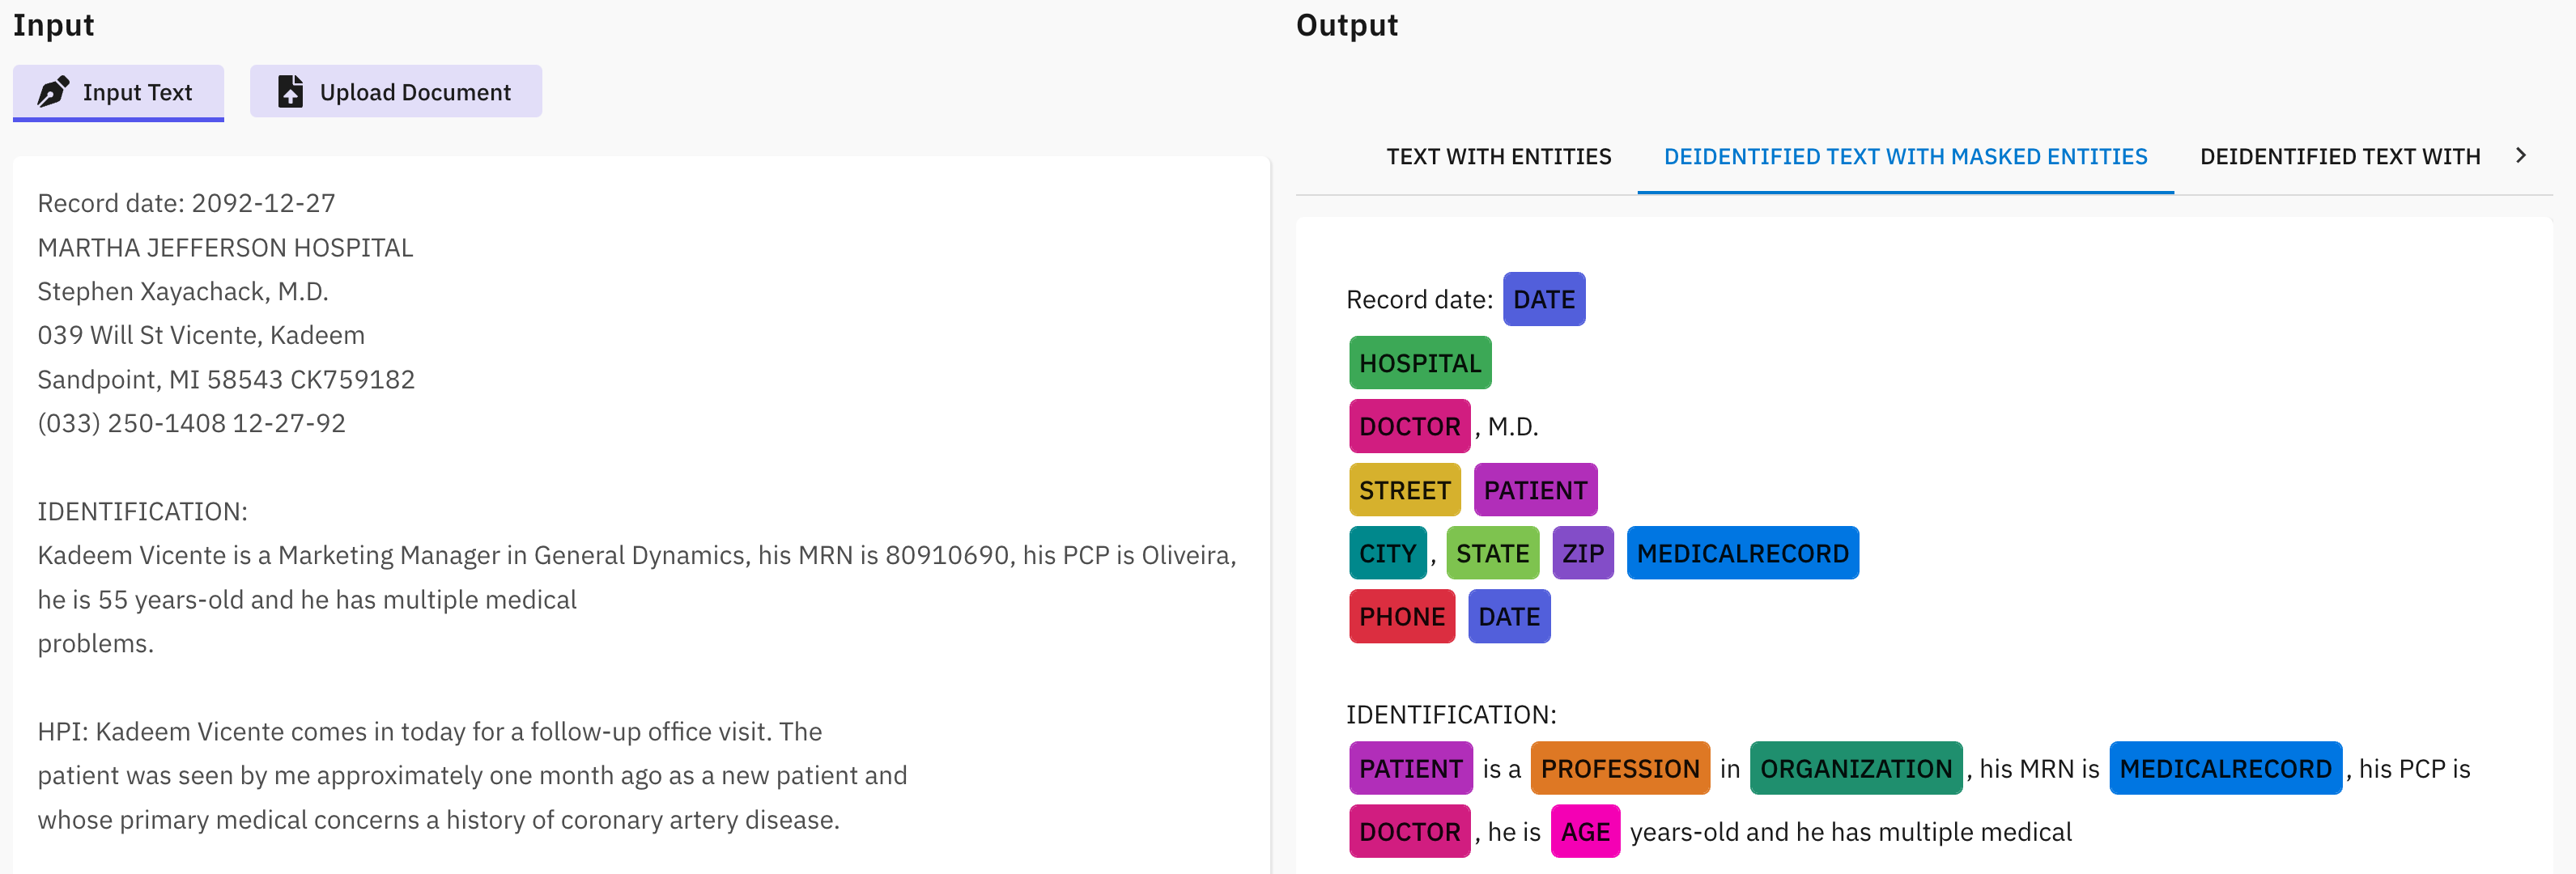 Input
Input Text
Upload Document
Record date: 2092-12-27
MARTHA JEFFERSON HOSPITAL
Stephen Xayachack, M.D.
039 Will St Vicente, Kadeem
Sandpoint, MI 58543 CK759182
(033) 250-1408 12-27-92
IDENTIFICATION:
Kadeem Vicente is a Marketing Manager in General Dynamics, his MRN is 80910690, his PCP is Oliveira,
he is 55 years-old and he has multiple medical
problems.
HPI: Kadeem Vicente comes in today for a follow-up office visit. The
patient was seen by me approximately one month ago as a new patient and
whose primary medical concerns a history of coronary artery disease.
Output
TEXT WITH ENTITIES
DEIDENTIFIED TEXT WITH MASKED ENTITIES
DEIDENTIFIED TEXT WITH
Record date: DATE
HOSPITAL
DOCTOR , M.D.
STREET PATIENT
CITY , STATE ZIP MEDICALRECORD
PHONE DATE
IDENTIFICATION:
PATIENT is a PROFESSION in ORGANIZATION , his MRN is MEDICALRECORD , his PCP is
DOCTOR , he is AGE years-old and he has multiple medical